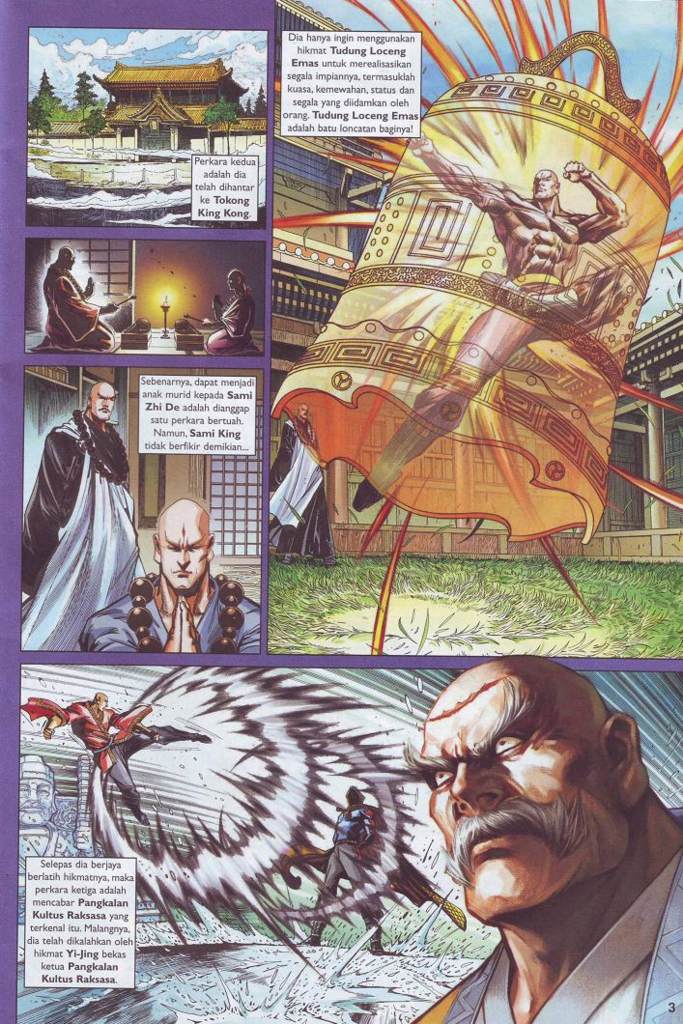 Perkara kedua
adalah dia
telah dihantar
ke Tokong
King Kong.
Sebenarnya, dapat menjadi
anak murid kepada Sami
Zhi De adalah dianggap
satu perkara bertuah.
Namun, Sami King
tidak berfikir demikian...
Dia hanya ingin menggunakan
hikmat Tudung Loceng
Emas untuk merealisasikan
segala impiannya, termasuklah
kuasa, kemewahan, status dan
segala yang diidamkan oleh
orang. Tudung Loceng Emas
adalah batu loncatan baginya!
Selepas dia berjaya
berlatih hikmatnya, maka
perkara ketiga adalah
mencabar Pangkalan
Kultus Raksasa yang
terkenal itu. Malangnya,
dia telah dikalahkan oleh
hikmat Yi-Jing bekas
ketua Pangkalan
Kultus Raksasa.
3